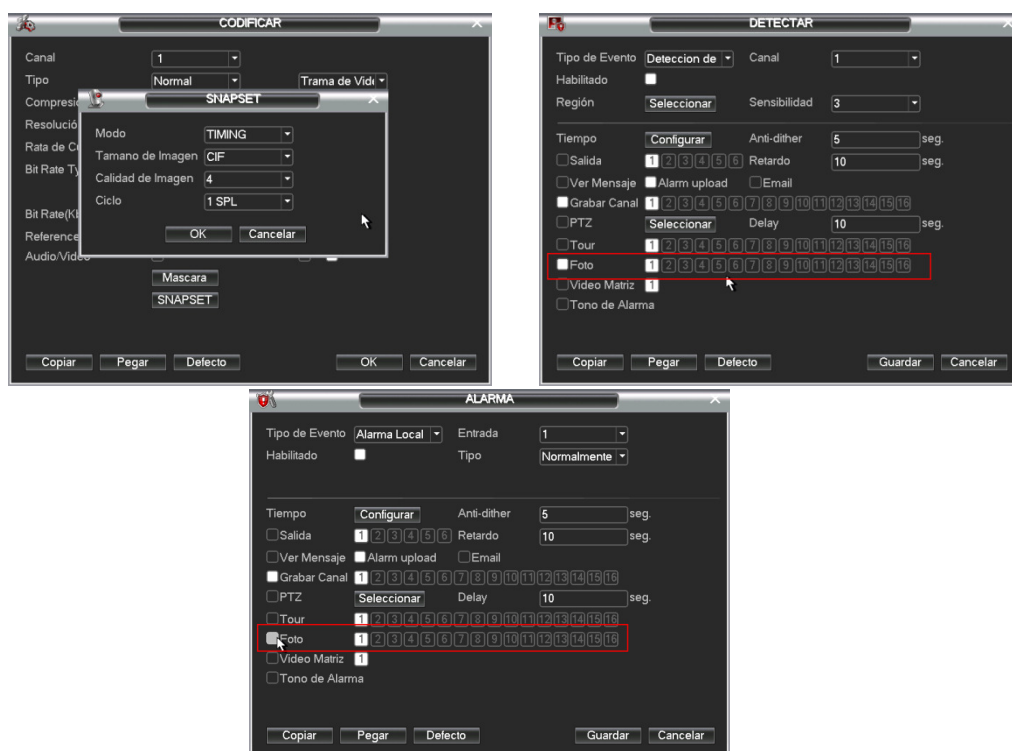 CODIFICAR
Canal 1
Tipo Normal Trama de Vide
Compresi
Resolució
Rata de Cu
Bit Rate Ty
Bit Rate(Kb
Reference
Audio/Video
Mascara
SNAPSET
Copiar Pegar Defecto OK Cancelar
SNAPSET
Modo TIMING
Tamano de Imagen CIF
Calidad de Imagen 4
Ciclo 1 SPL
OK Cancelar
DETECTAR
Tipo de Evento Deteccion de Canal 1
Habilitado
Región Seleccionar Sensibilidad 3
Tiempo Configurar Anti-dither 5 seg.
Salida 1 2 3 4 5 6 Retardo 10 seg.
Ver Mensaje Alarm upload Email
Grabar Canal 1 2 3 4 5 6 7 8 9 10 11 12 13 14 15 16
PTZ Seleccionar Delay 10 seg.
Tour 1 2 3 4 5 6 7 8 9 10 11 12 13 14 15 16
Foto 1 2 3 4 5 6 7 8 9 10 11 12 13 14 15 16
Video Matriz 1
Tono de Alarma
Copiar Pegar Defecto Guardar Cancelar
ALARMA
Tipo de Evento Alarma Local Entrada 1
Habilitado Tipo Normalmente
Tiempo Configurar Anti-dither 5 seg.
Salida 1 2 3 4 5 6 Retardo 10 seg.
Ver Mensaje Alarm upload Email
Grabar Canal 1 2 3 4 5 6 7 8 9 10 11 12 13 14 15 16
PTZ Seleccionar Delay 10 seg.
Tour 1 2 3 4 5 6 7 8 9 10 11 12 13 14 15 16
Foto 1 2 3 4 5 6 7 8 9 10 11 12 13 14 15 16
Video Matriz 1
Tono de Alarma
Copiar Pegar Defecto Guardar Cancelar